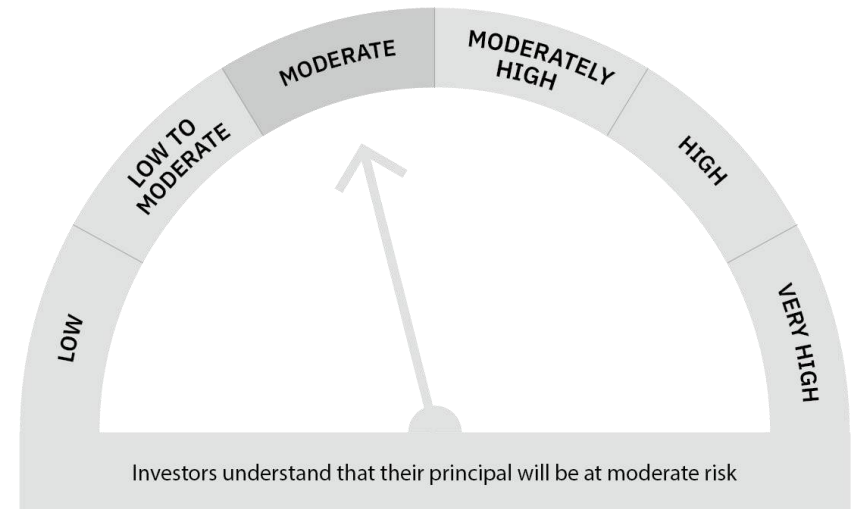 LOW
LOW TO
MODERATE
MODERATE
MODERATELY
HIGH
HIGH
VERY HIGH
Investors understand that their principal will be at moderate risk